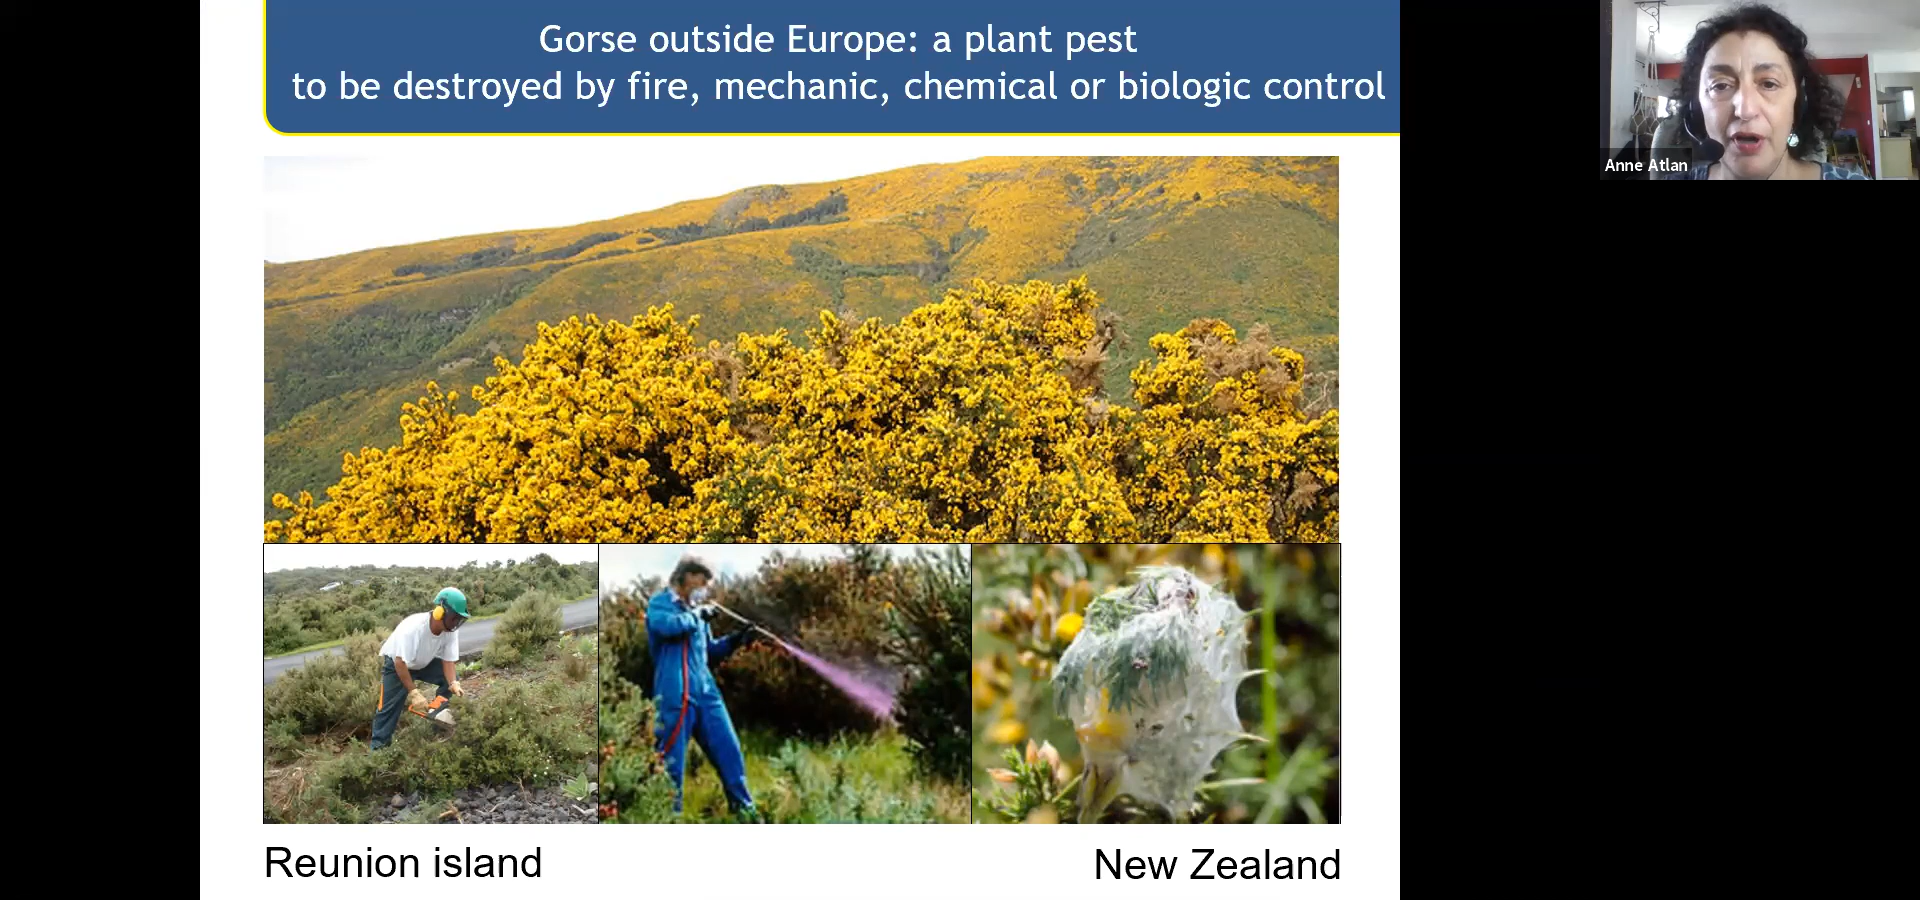 Gorse outside Europe: a plant pest
to be destroyed by fire, mechanic, chemical or biologic control
Anne Atlan
Reunion island
New Zealand